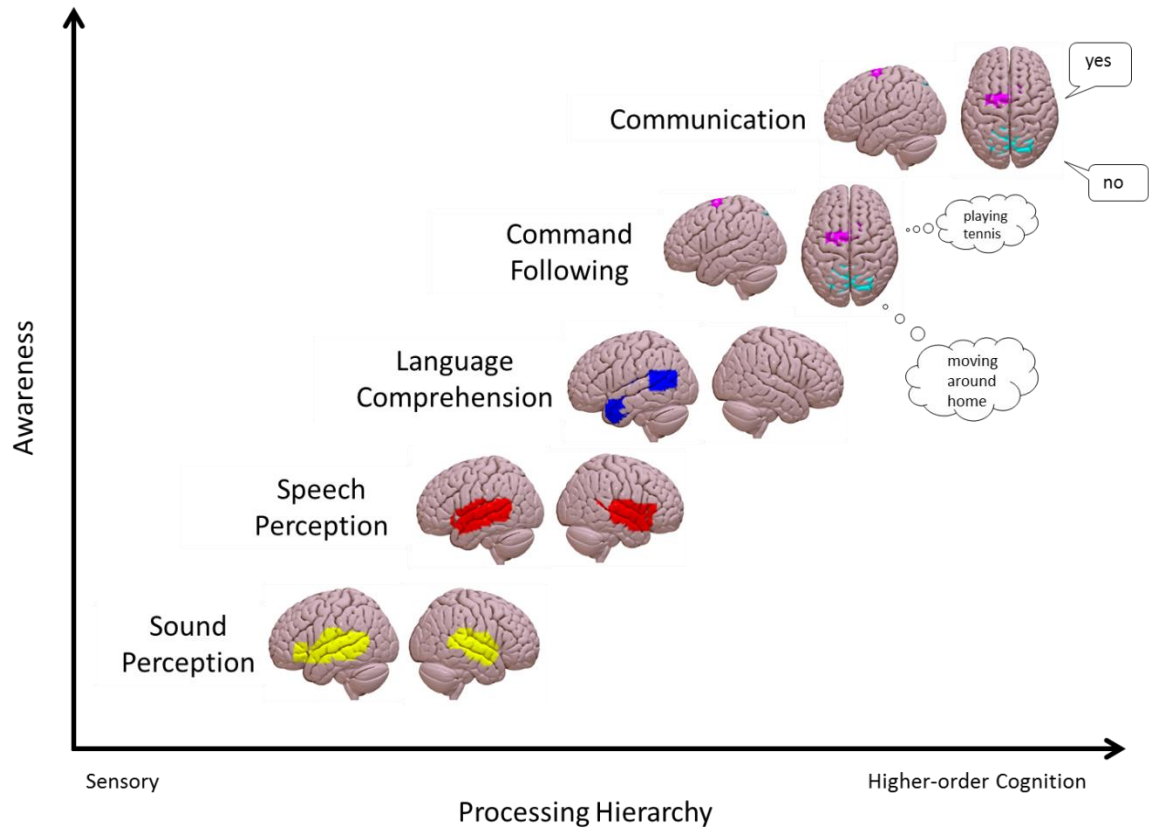 yes
Communication
no
playing
tennis
Command
Following
moving
around
home
Language
Comprehension
Awareness
Speech
Perception
Sound
Perception
Sensory
Higher-order Cognition
Processing Hierarchy